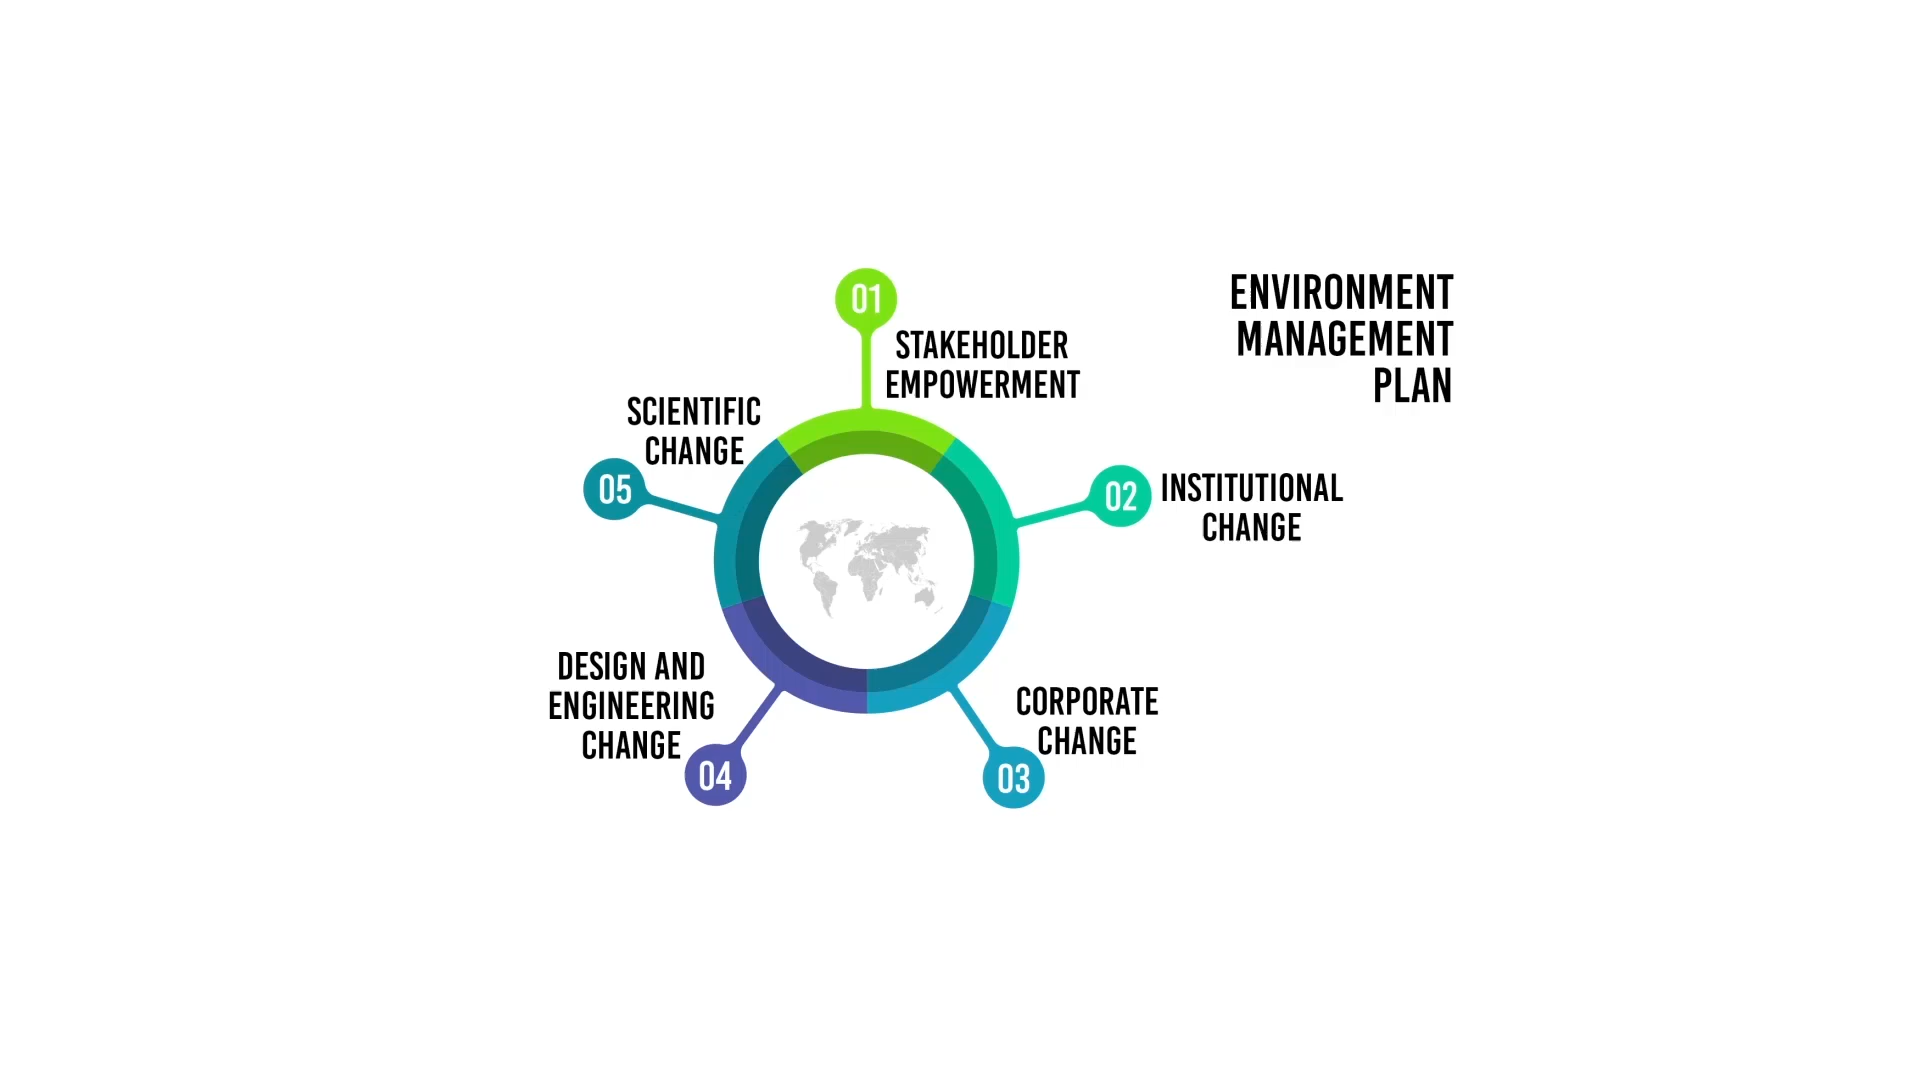 ENVIRONMENT
MANAGEMENT
PLAN
01
STAKEHOLDER
EMPOWERMENT
02
INSTITUTIONAL
CHANGE
03
CORPORATE
CHANGE
04
DESIGN AND
ENGINEERING
CHANGE
05
SCIENTIFIC
CHANGE